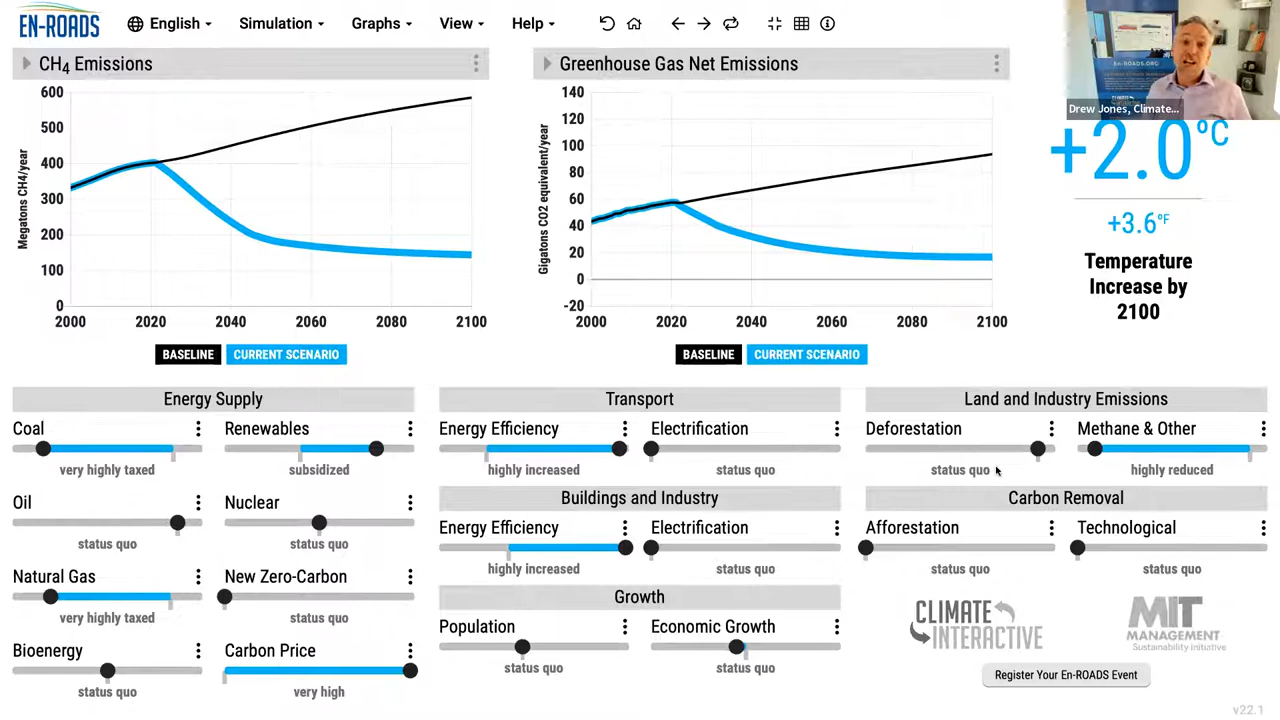 EN-ROADS
English
Simulation
Graphs
View
Help
CH4 Emissions
Megatons CH4/year
600
500
400
300
200
100
0
2000
2020
2040
2060
2080
2100
BASELINE
CURRENT SCENARIO
Greenhouse Gas Net Emissions
Gigatons CO2 equivalent/year
140
120
100
80
60
40
20
0
-20
2000
2020
2040
2060
2080
2100
BASELINE
CURRENT SCENARIO
En-ROADS.ORG
Drew Jones, Climate...
+2.0°C
+3.6°F
Temperature
Increase by
2100
Energy Supply
Coal
very highly taxed
Renewables
subsidized
Oil
status quo
Nuclear
status quo
Natural Gas
very highly taxed
New Zero-Carbon
status quo
Bioenergy
status quo
Carbon Price
very high
Transport
Energy Efficiency
highly increased
Electrification
status quo
Buildings and Industry
Energy Efficiency
highly increased
Electrification
status quo
Growth
Population
status quo
Economic Growth
status quo
Land and Industry Emissions
Deforestation
status quo
Methane & Other
highly reduced
Carbon Removal
Afforestation
status quo
Technological
status quo
CLIMATE
INTERACTIVE
MIT
MANAGEMENT
Sustainability Initiative
Register Your En-ROADS Event
v22.1